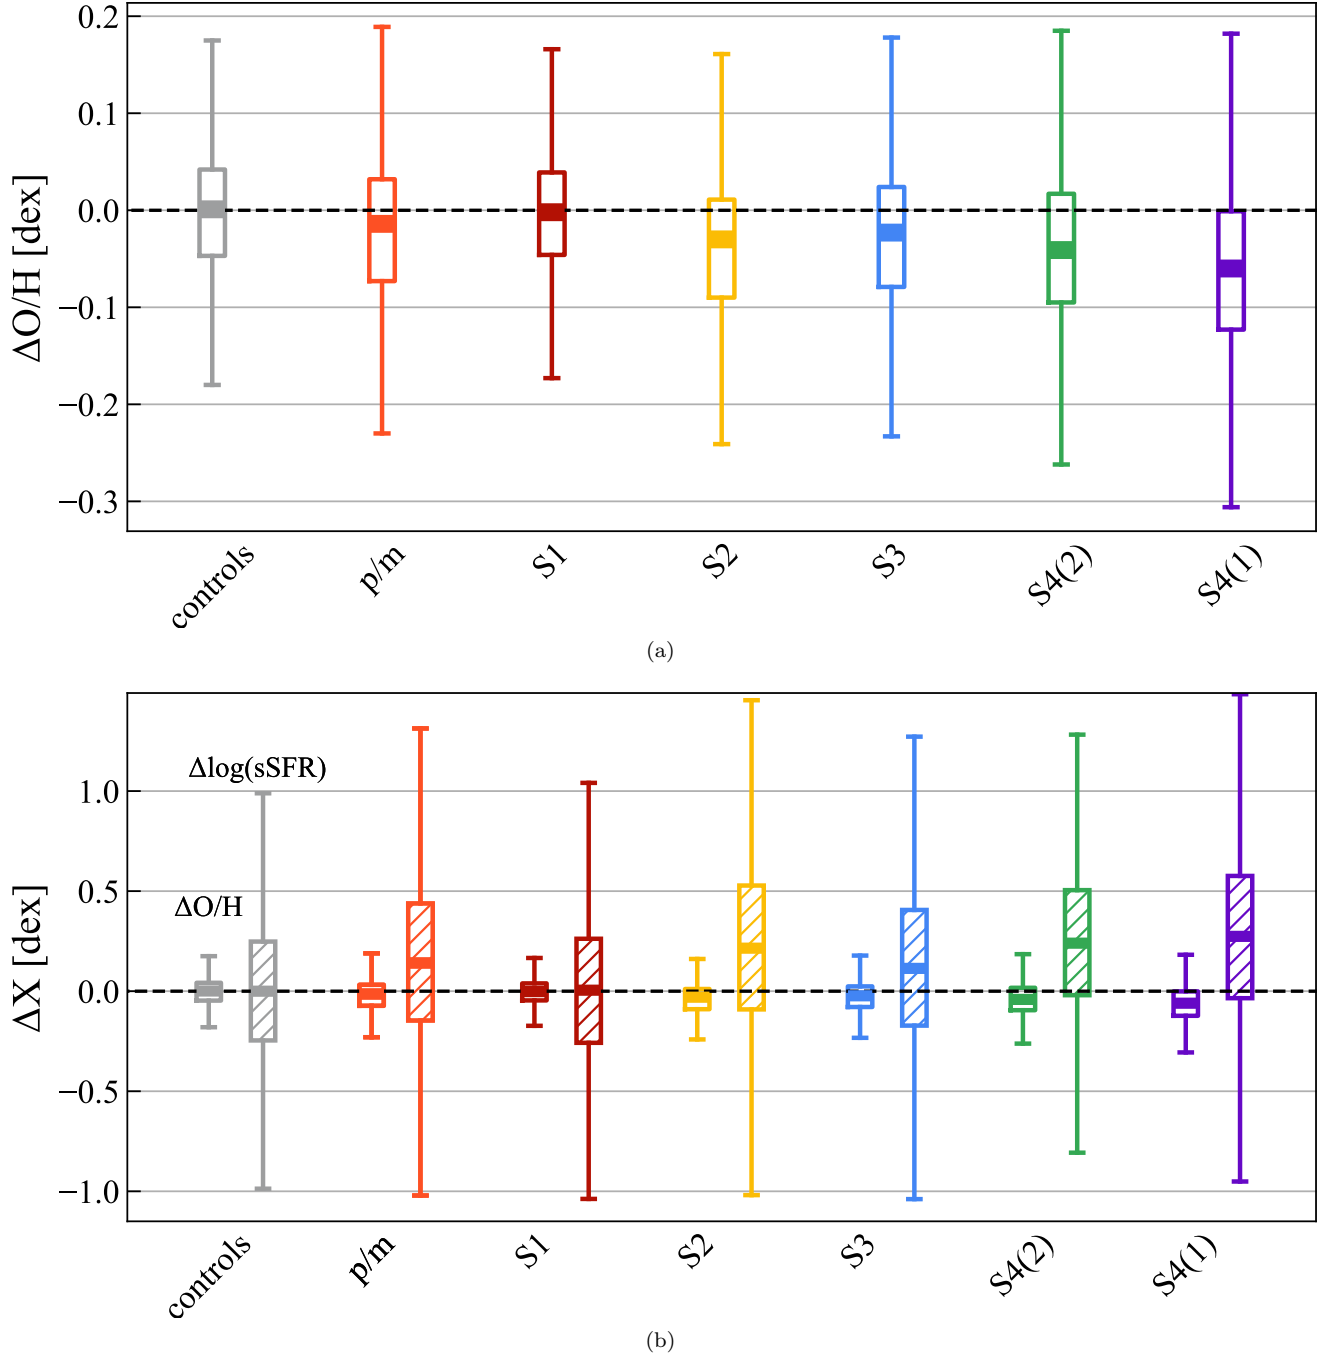 0.2
0.1
0.0
−0.1
−0.2
−0.3
ΔO/H [dex]
controls
p/m
S1
S2
S3
S4(2)
S4(1)
(a)
Δlog(sSFR)
ΔO/H
1.0
0.5
0.0
−0.5
−1.0
ΔX [dex]
controls
p/m
S1
S2
S3
S4(2)
S4(1)
(b)